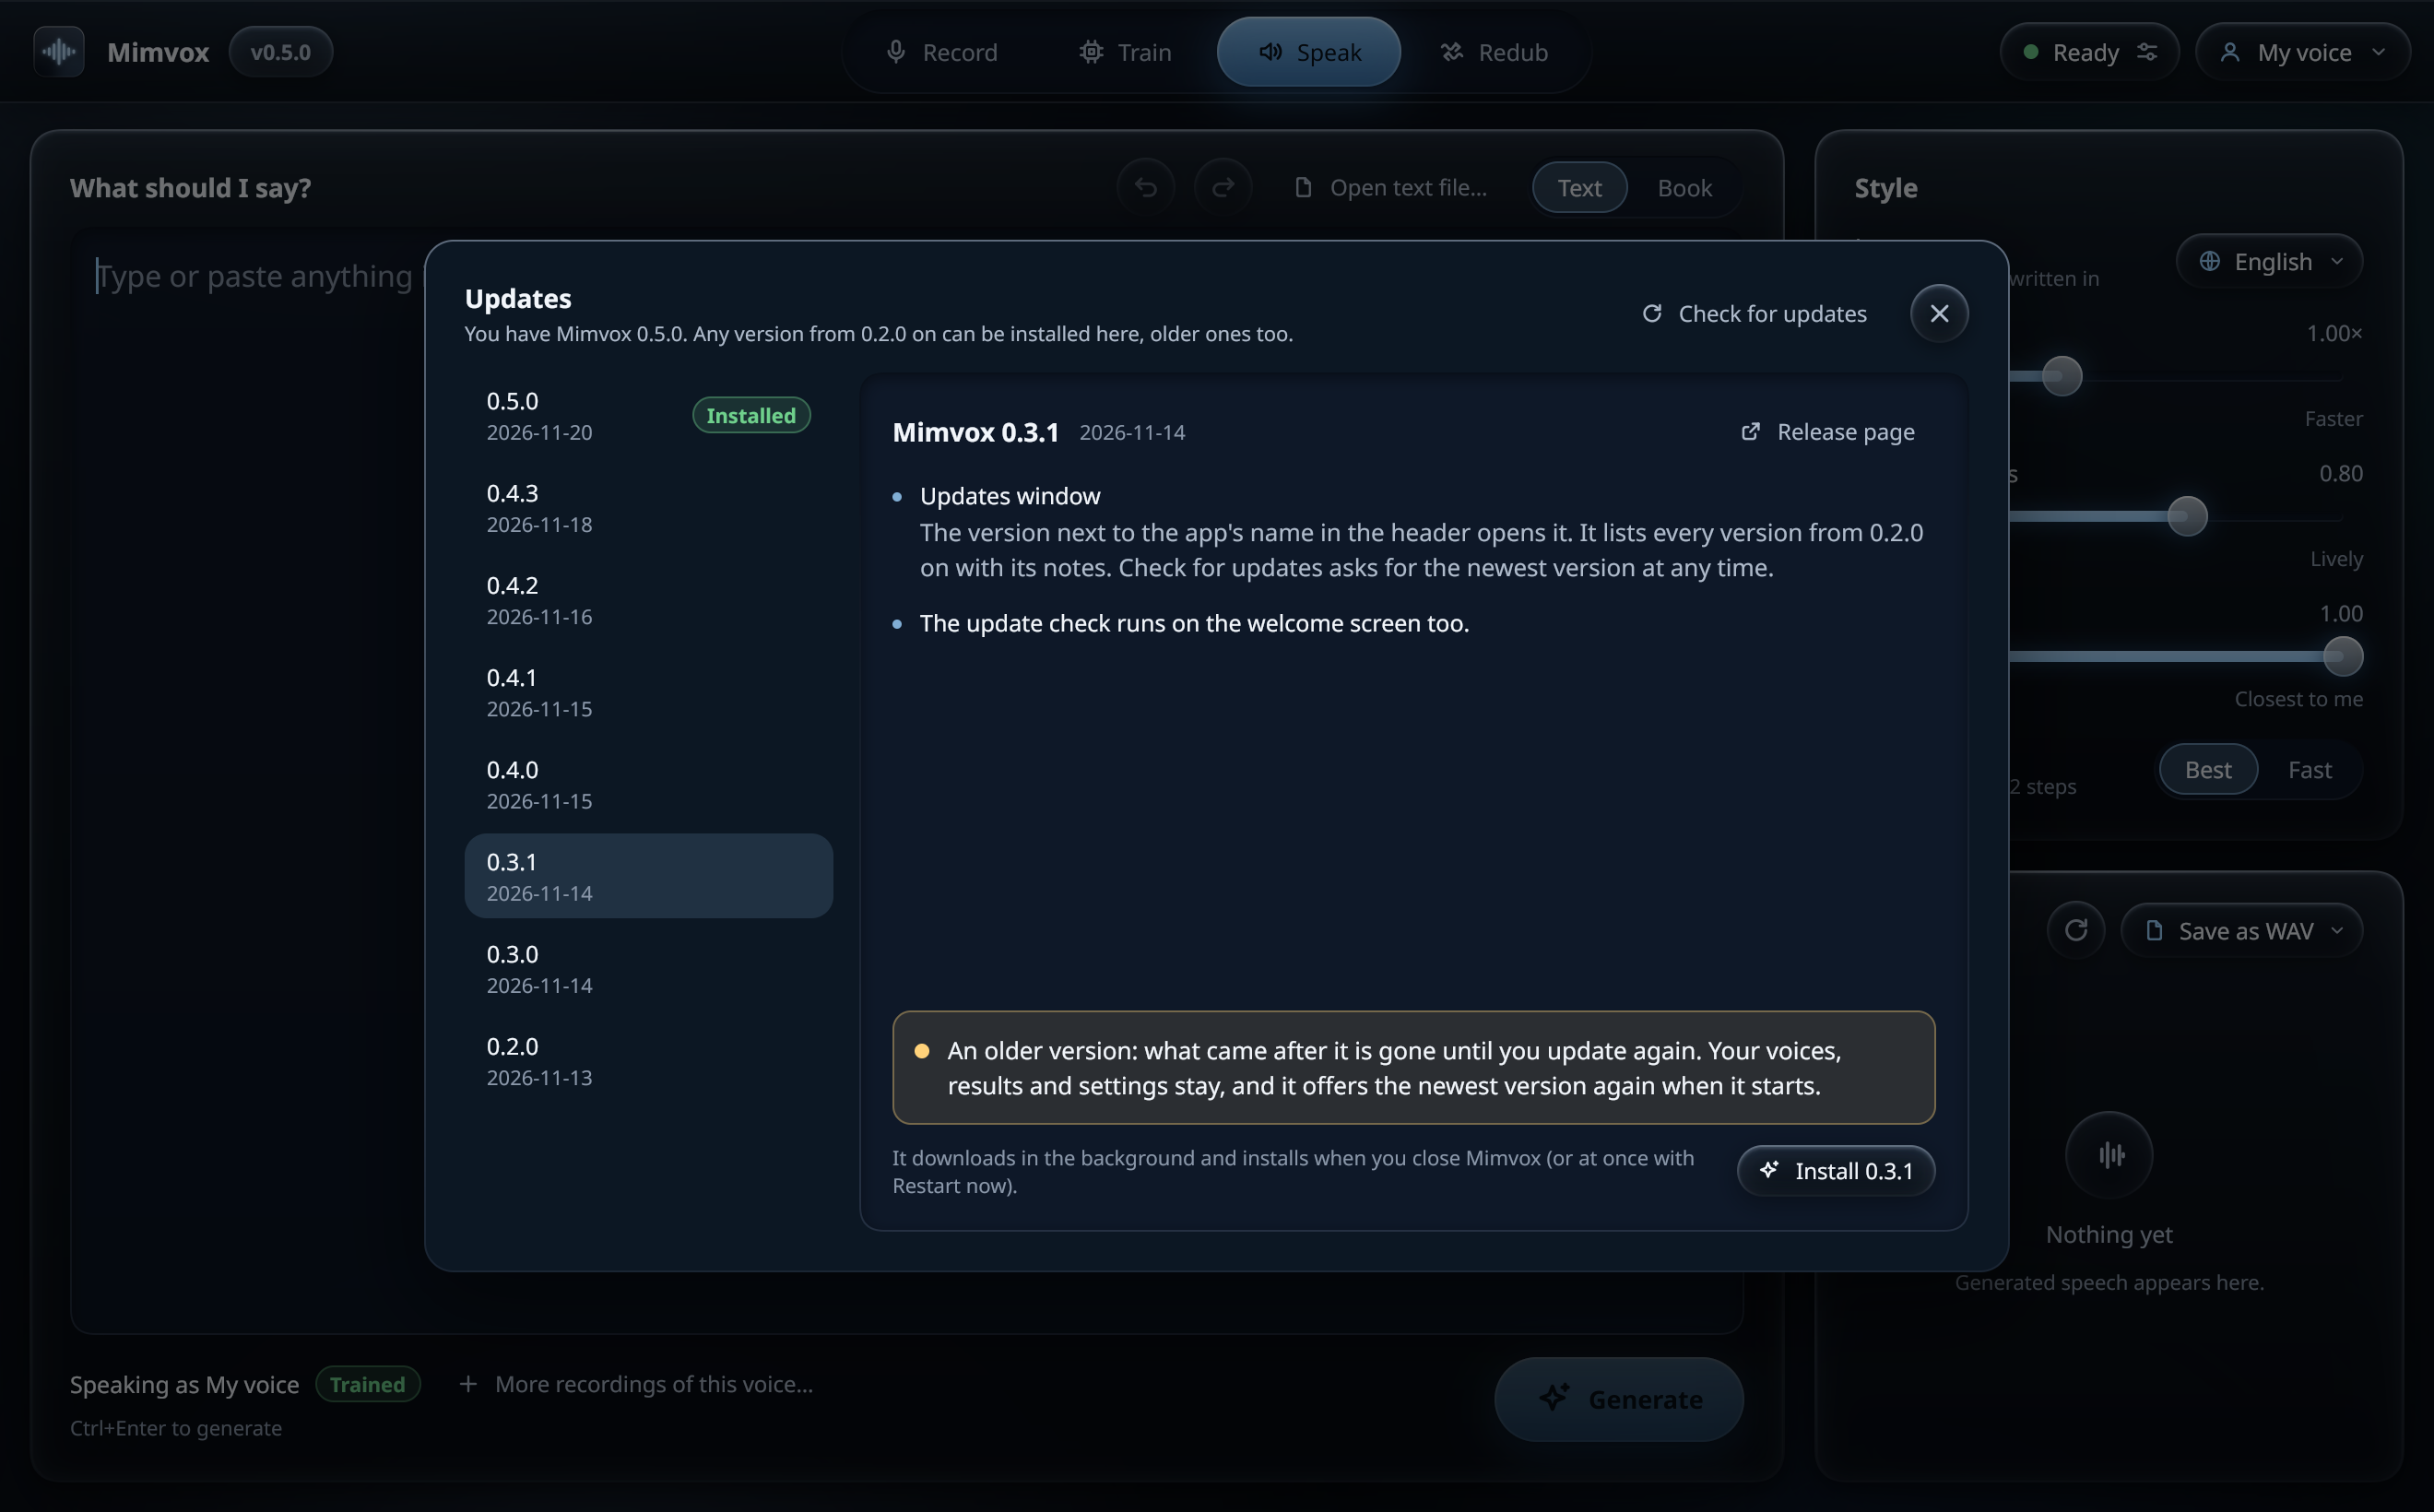 Mimvox v0.5.0 Record Train Speak Redub Ready My voice
What should I say? Open text file... Text Book
Type or paste anything
Style
written in English
1.00×
Faster
0.80
Lively
1.00
Closest to me
2 steps Best Fast
Updates
You have Mimvox 0.5.0. Any version from 0.2.0 on can be installed here, older ones too.
Check for updates
0.5.0
2026-11-20
Installed
0.4.3
2026-11-18
0.4.2
2026-11-16
0.4.1
2026-11-15
0.4.0
2026-11-15
0.3.1
2026-11-14
0.3.0
2026-11-14
0.2.0
2026-11-13
Mimvox 0.3.1 2026-11-14 Release page
Updates window
The version next to the app's name in the header opens it. It lists every version from 0.2.0
on with its notes. Check for updates asks for the newest version at any time.
The update check runs on the welcome screen too.
An older version: what came after it is gone until you update again. Your voices,
results and settings stay, and it offers the newest version again when it starts.
It downloads in the background and installs when you close Mimvox (or at once with
Restart now).
Install 0.3.1
Save as WAV
Nothing yet
Generated speech appears here.
Speaking as My voice Trained More recordings of this voice...
Ctrl+Enter to generate
Generate